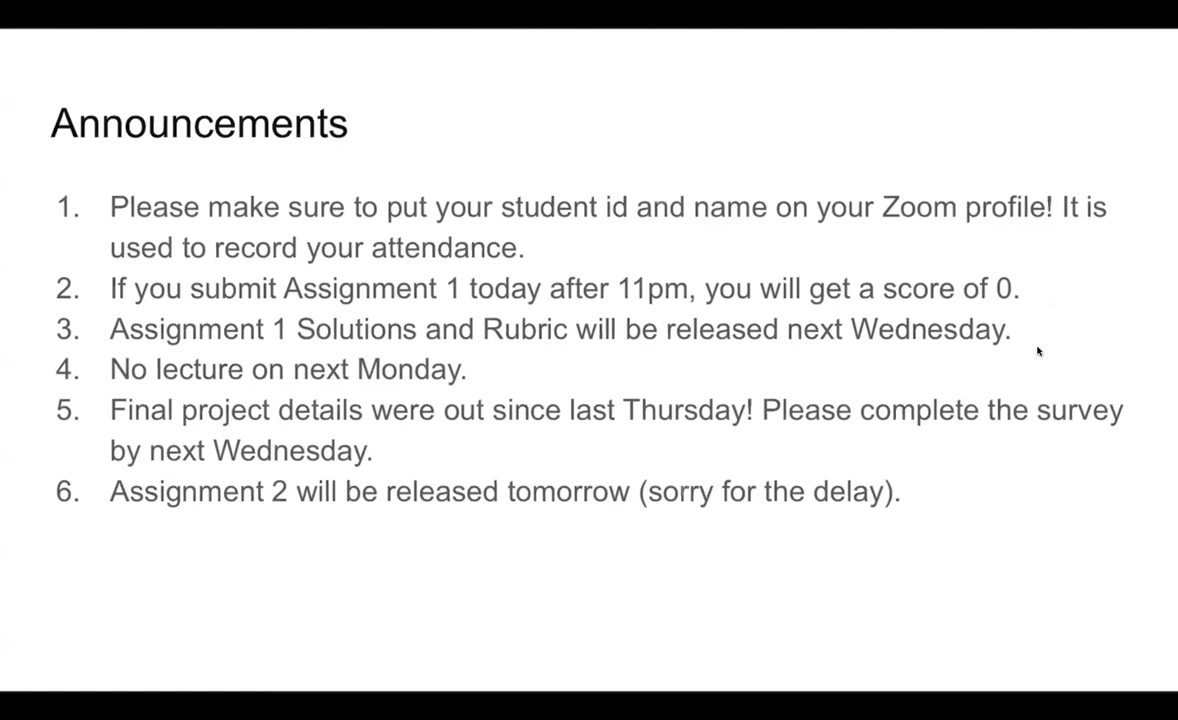 Announcements
1. Please make sure to put your student id and name on your Zoom profile! It is
used to record your attendance.
2. If you submit Assignment 1 today after 11pm, you will get a score of 0.
3. Assignment 1 Solutions and Rubric will be released next Wednesday.
4. No lecture on next Monday.
5. Final project details were out since last Thursday! Please complete the survey
by next Wednesday.
6. Assignment 2 will be released tomorrow (sorry for the delay).